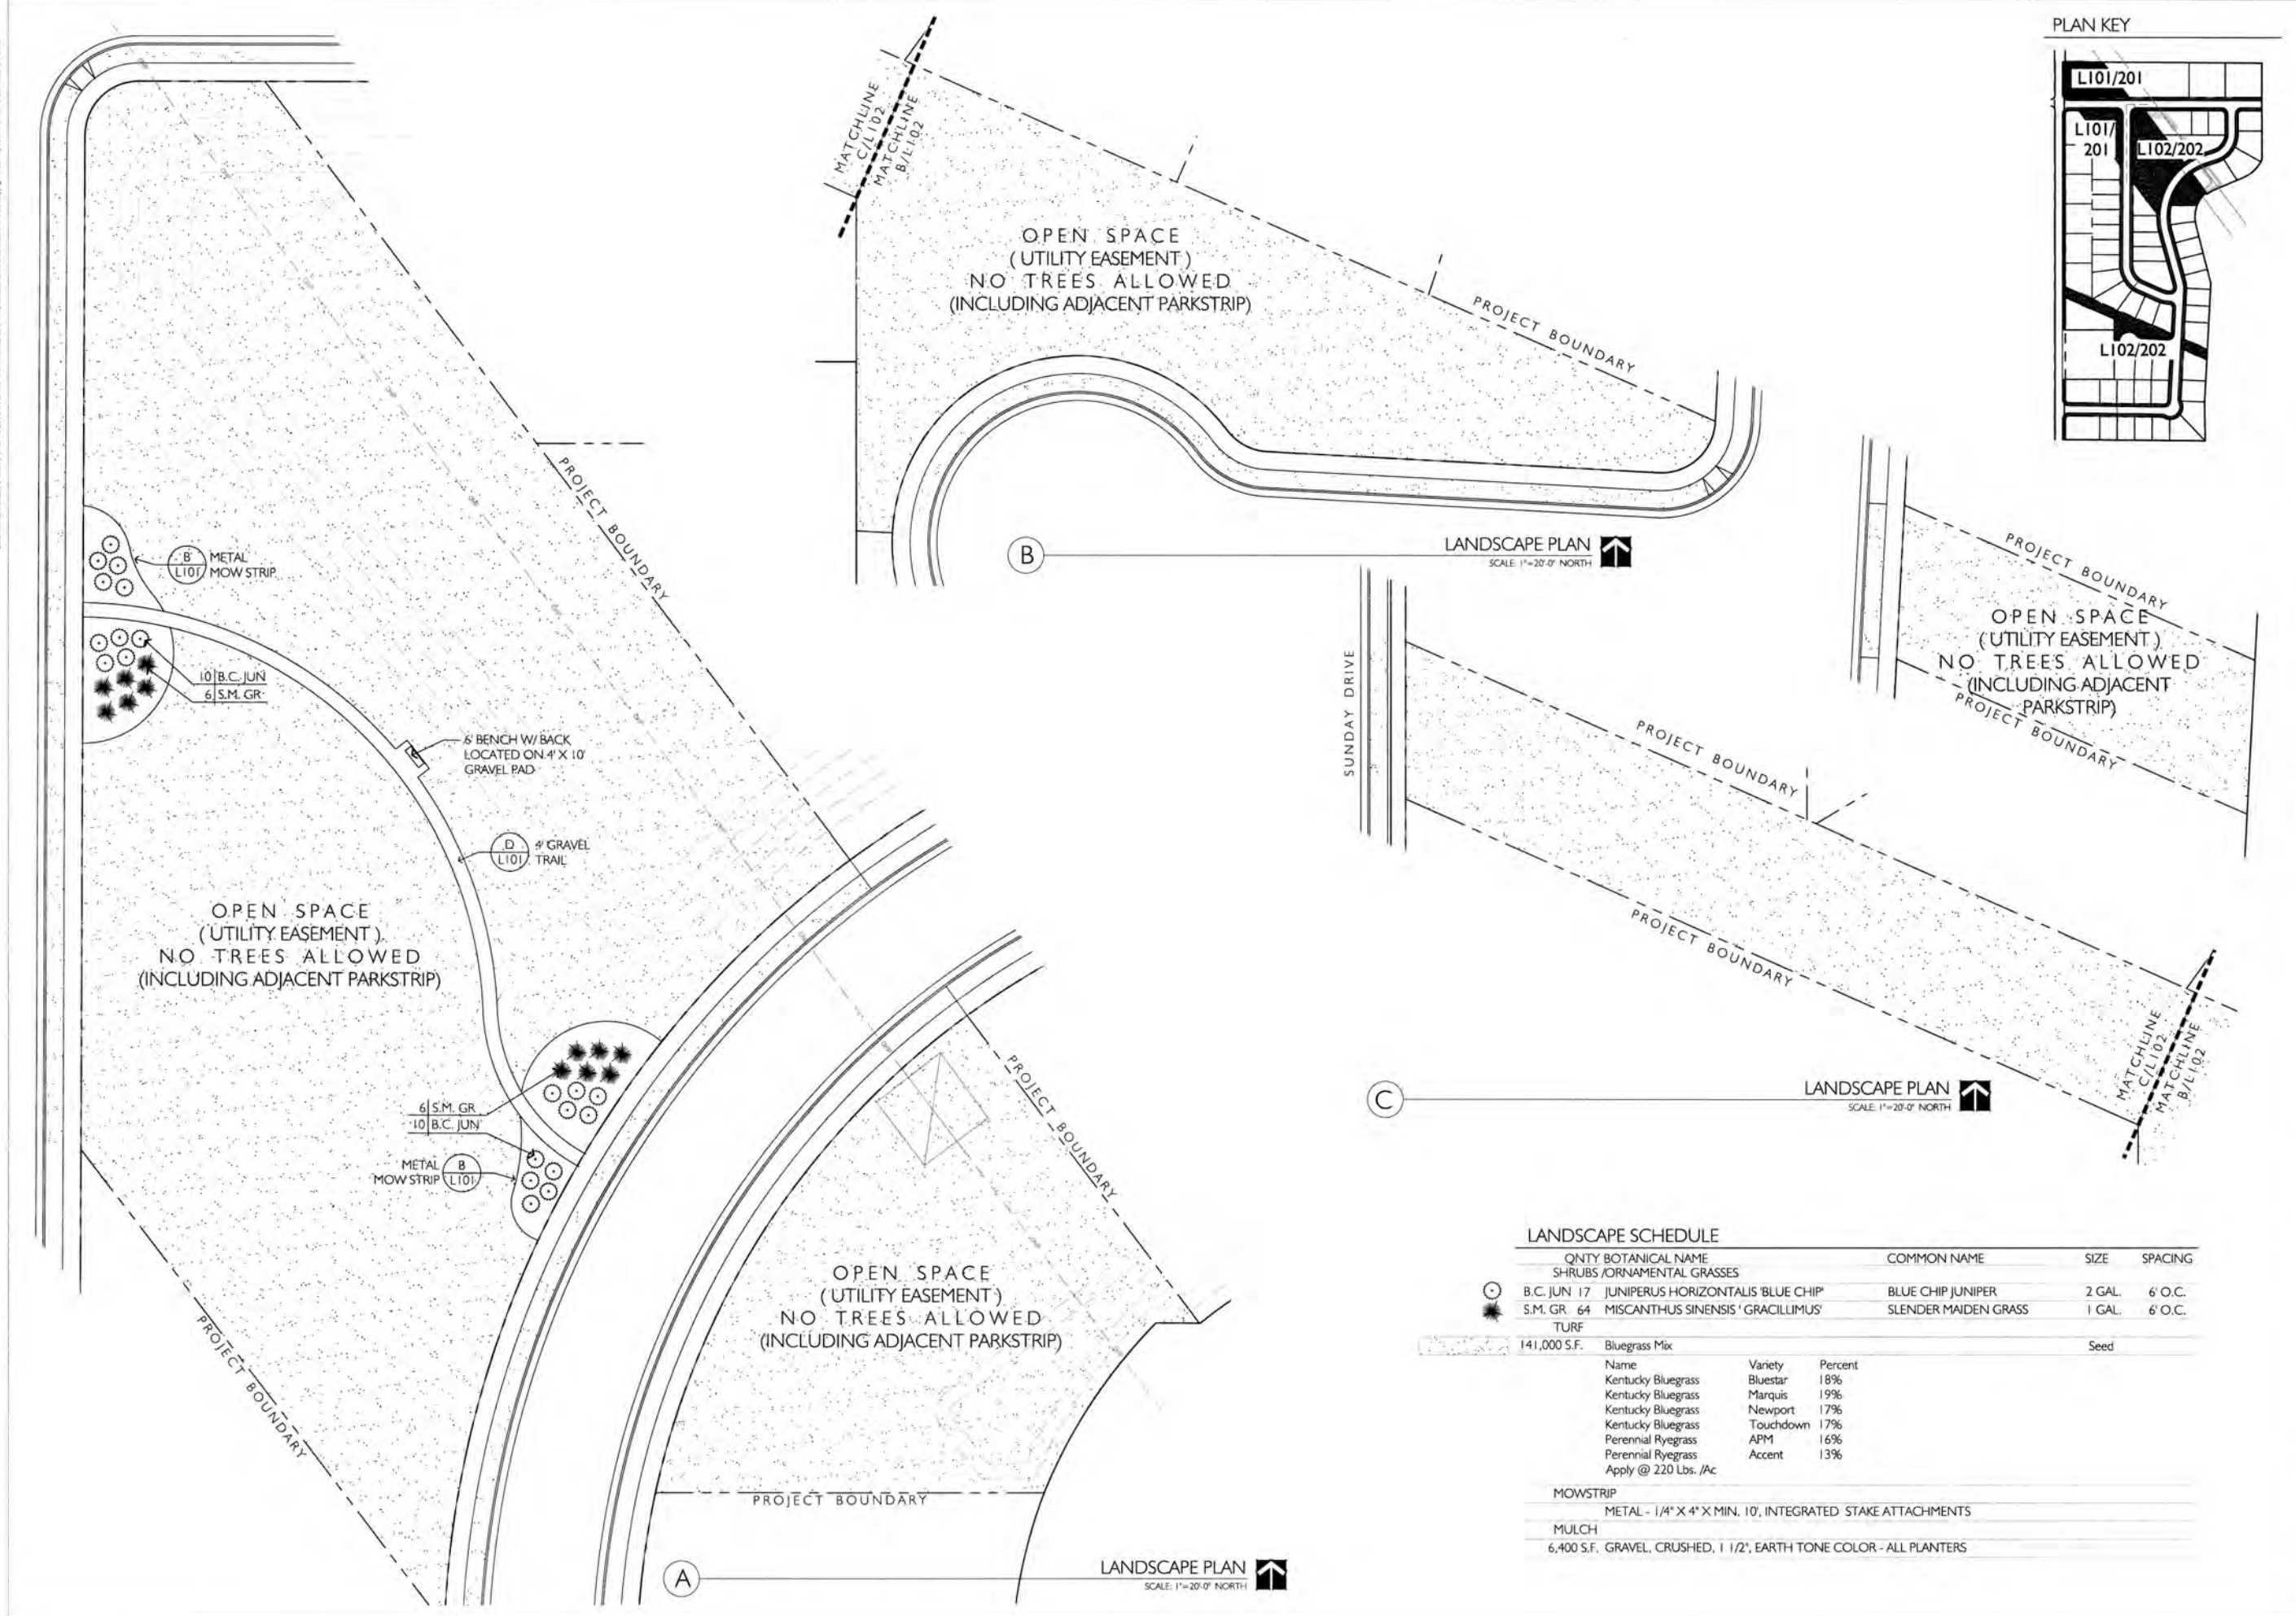 PLAN KEY
L101/201
L101/
201
L102/202
L102/202
MATCHLINE
C/L102
MATCHLINE
B/L102
OPEN SPACE
( UTILITY EASEMENT )
NO TREES ALLOWED
(INCLUDING ADJACENT PARKSTRIP)
PROJECT BOUNDARY
B
LANDSCAPE PLAN
SCALE: 1"=20'-0" NORTH
PROJECT BOUNDARY
B
L101
METAL
MOW STRIP
10 B.C. JUN
6 S.M. GR
6' BENCH W/ BACK
LOCATED ON 4' X 10'
GRAVEL PAD
D
L101
4' GRAVEL
TRAIL
OPEN SPACE
( UTILITY EASEMENT )
NO TREES ALLOWED
(INCLUDING ADJACENT PARKSTRIP)
6 S.M. GR
10 B.C. JUN
METAL
MOW STRIP
B
L101
PROJECT BOUNDARY
PROJECT BOUNDARY
OPEN SPACE
( UTILITY EASEMENT )
NO TREES ALLOWED
(INCLUDING ADJACENT PARKSTRIP)
PROJECT BOUNDARY
A
LANDSCAPE PLAN
SCALE: 1"=20'-0" NORTH
PROJECT BOUNDARY
OPEN SPACE
( UTILITY EASEMENT )
NO TREES ALLOWED
(INCLUDING ADJACENT
PARKSTRIP)
PROJECT BOUNDARY
SUNDAY DRIVE
PROJECT BOUNDARY
PROJECT BOUNDARY
MATCHLINE
C/L102
MATCHLINE
B/L102
C
LANDSCAPE PLAN
SCALE: 1"=20'-0" NORTH
LANDSCAPE SCHEDULE
QNTY BOTANICAL NAME COMMON NAME SIZE SPACING
SHRUBS /ORNAMENTAL GRASSES
B.C. JUN 17 JUNIPERUS HORIZONTALIS 'BLUE CHIP' BLUE CHIP JUNIPER 2 GAL. 6' O.C.
S.M. GR 64 MISCANTHUS SINENSIS ' GRACILLIMUS' SLENDER MAIDEN GRASS 1 GAL. 6' O.C.
TURF
141,000 S.F. Bluegrass Mix Seed
Name Variety Percent
Kentucky Bluegrass Bluestar 18%
Kentucky Bluegrass Marquis 19%
Kentucky Bluegrass Newport 17%
Kentucky Bluegrass Touchdown 17%
Perennial Ryegrass APM 16%
Perennial Ryegrass Accent 13%
Apply @ 220 Lbs. /Ac
MOWSTRIP
METAL - 1/4" X 4" X MIN. 10', INTEGRATED STAKE ATTACHMENTS
MULCH
6,400 S.F. GRAVEL, CRUSHED, 1 1/2", EARTH TONE COLOR - ALL PLANTERS